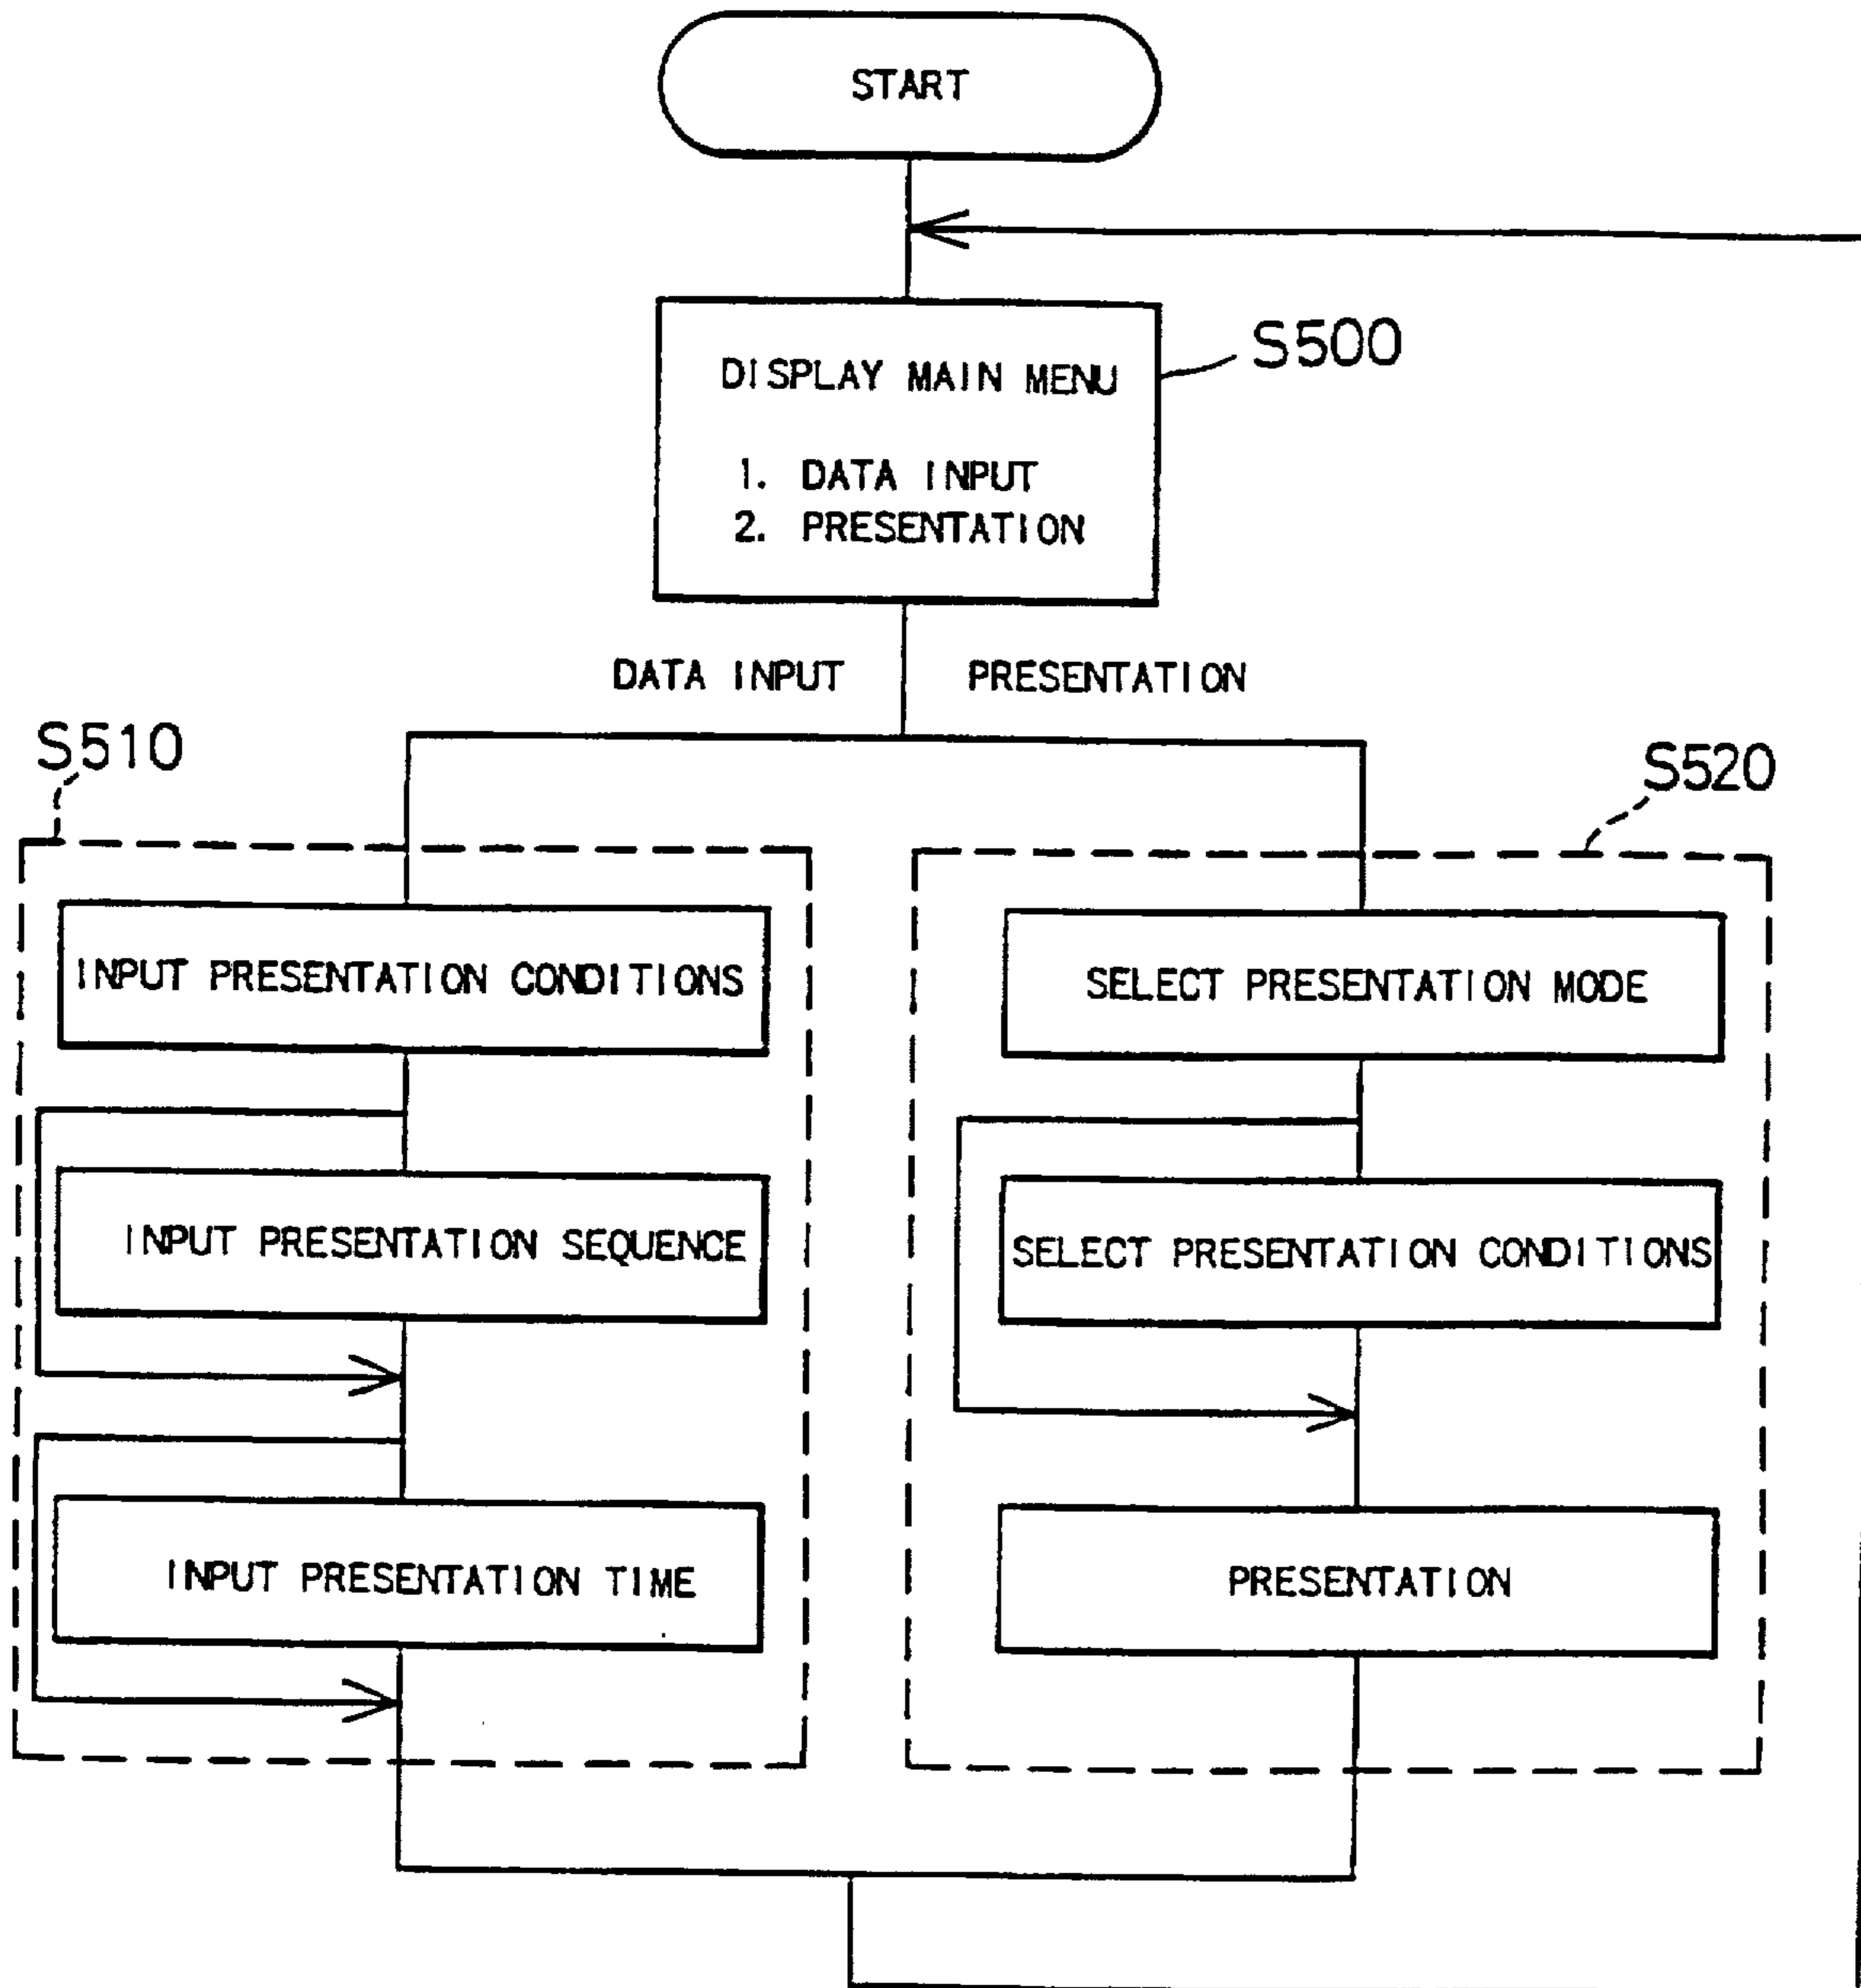 START
DISPLAY MAIN MENU
S500
1. DATA INPUT
2. PRESENTATION
DATA INPUT
PRESENTATION
S510
S520
INPUT PRESENTATION CONDITIONS
INPUT PRESENTATION SEQUENCE
INPUT PRESENTATION TIME
SELECT PRESENTATION MODE
SELECT PRESENTATION CONDITIONS
PRESENTATION